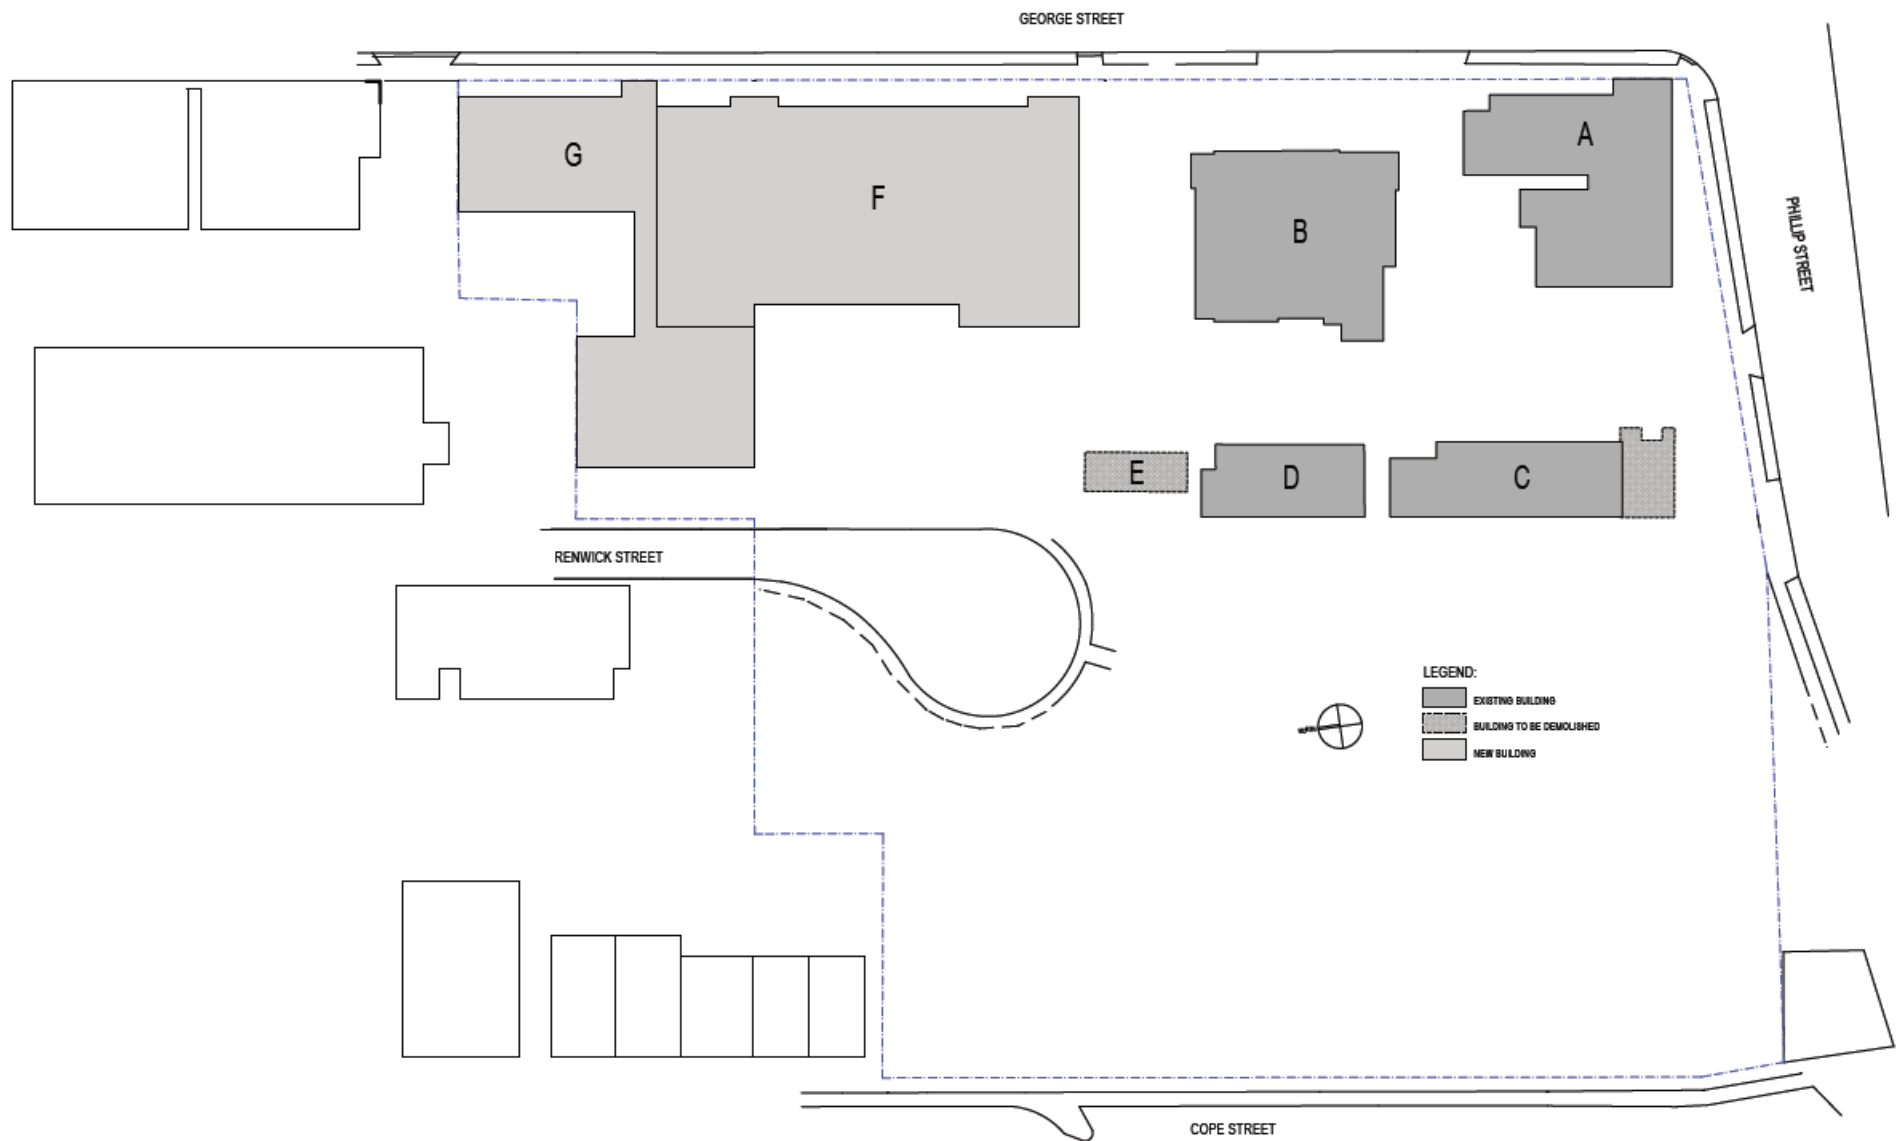 GEORGE STREET
A
G
F
B
PHILLIP STREET
E
D
C
RENWICK STREET
LEGEND:
EXISTING BUILDING
BUILDING TO BE DEMOLISHED
NEW BUILDING
COPE STREET